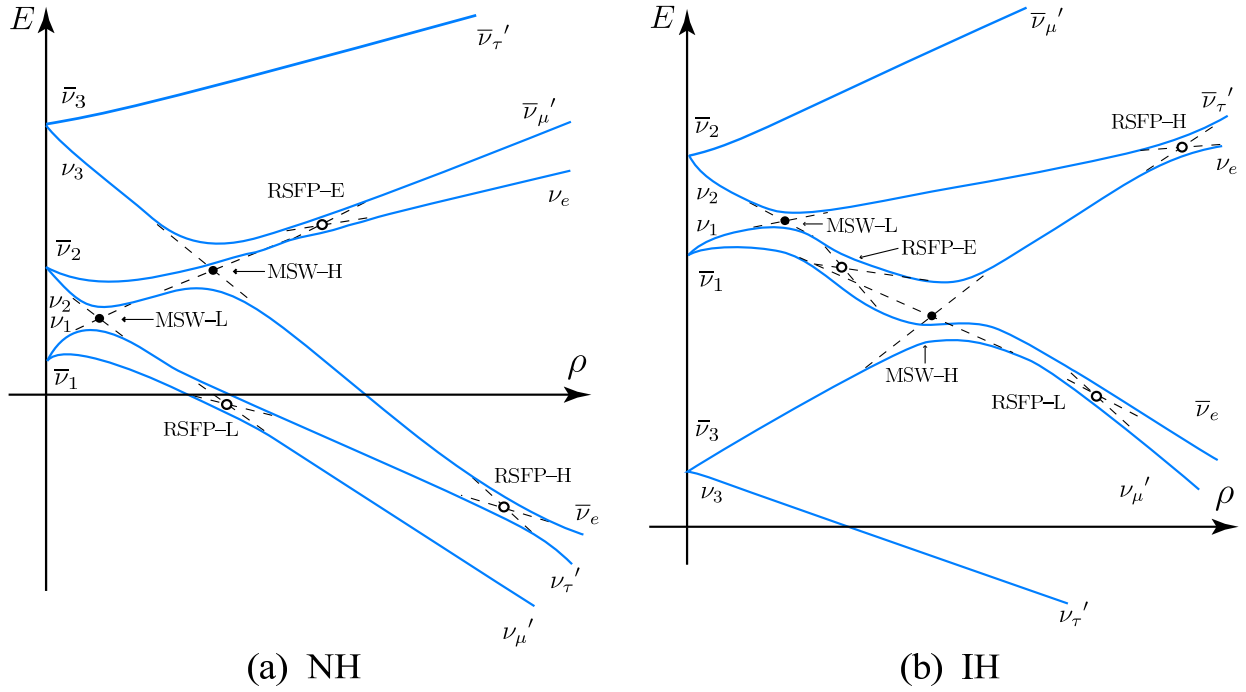 E
ν̄τ′
ν̄3
ν̄μ′
ν3
RSFP–E
νe
ν̄2
MSW–H
ν2
ν1
MSW–L
ρ
ν̄1
RSFP–L
RSFP–H
ν̄e
ντ′
νμ′
(a) NH
E
ν̄μ′
ν̄τ′
RSFP–H
ν̄2
νe
ν2
ν1
MSW–L
RSFP–E
ν̄1
MSW–H
RSFP–L
ν̄e
ν̄3
νμ′
ν3
ρ
ντ′
(b) IH